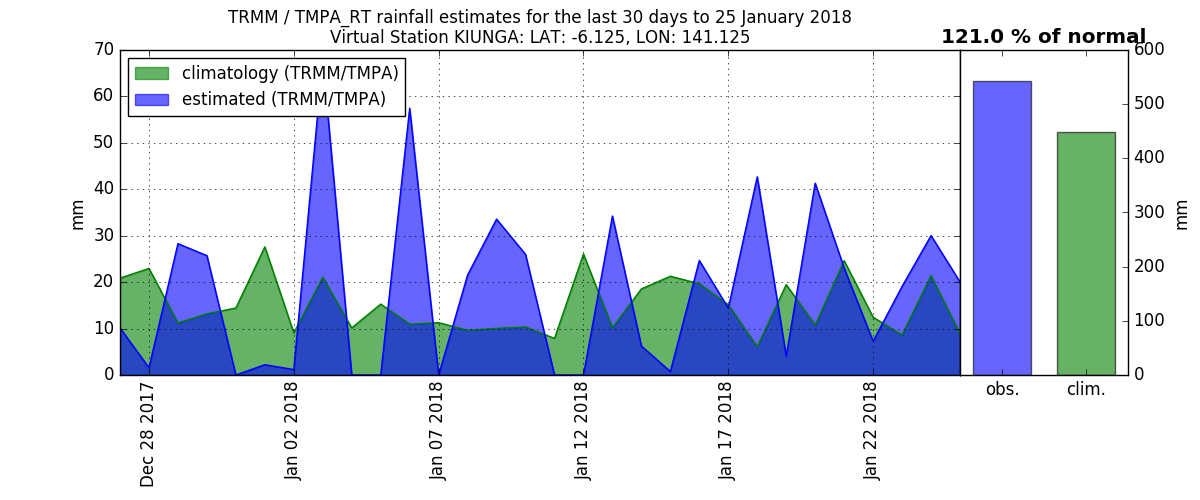 TRMM / TMPA_RT rainfall estimates for the last 30 days to 25 January 2018
Virtual Station KIUNGA: LAT: -6.125, LON: 141.125
121.0 % of normal
climatology (TRMM/TMPA)
estimated (TRMM/TMPA)
70
60
50
40
30
20
10
0
mm
Dec 28 2017
Jan 02 2018
Jan 07 2018
Jan 12 2018
Jan 17 2018
Jan 22 2018
600
500
400
300
200
100
0
mm
obs.
clim.